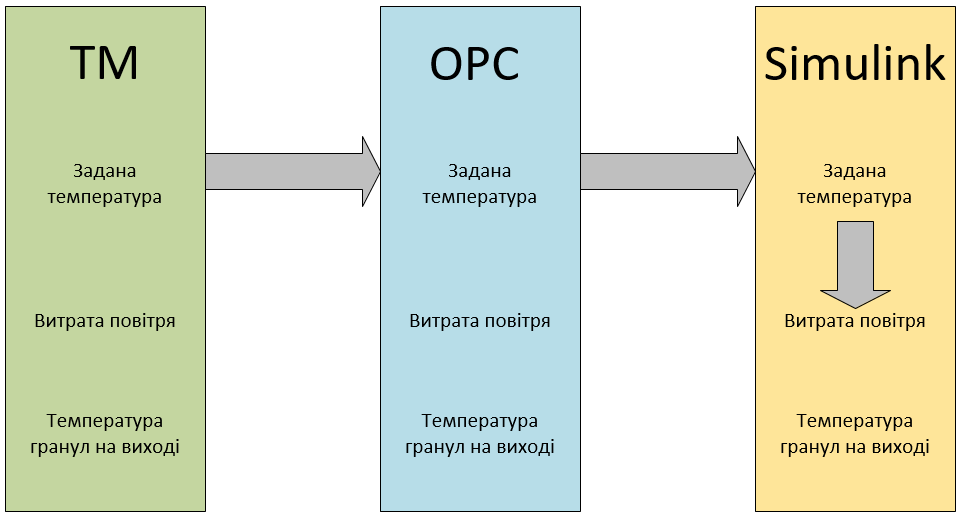 ТМ
Задана
температура
Витрата повітря
Температура
гранул на виході
OPC
Задана
температура
Витрата повітря
Температура
гранул на виході
Simulink
Задана
температура
Витрата повітря
Температура
гранул на виході